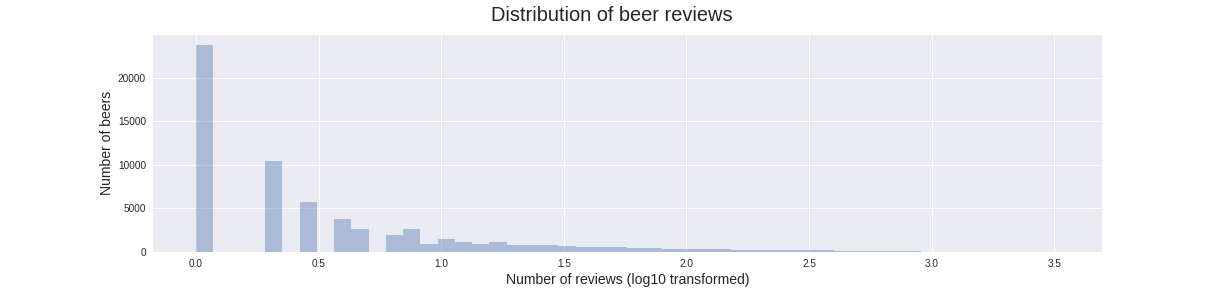 Distribution of beer reviews
Number of beers
20000
15000
10000
5000
0
0.0 0.5 1.0 1.5 2.0 2.5 3.0 3.5
Number of reviews (log10 transformed)